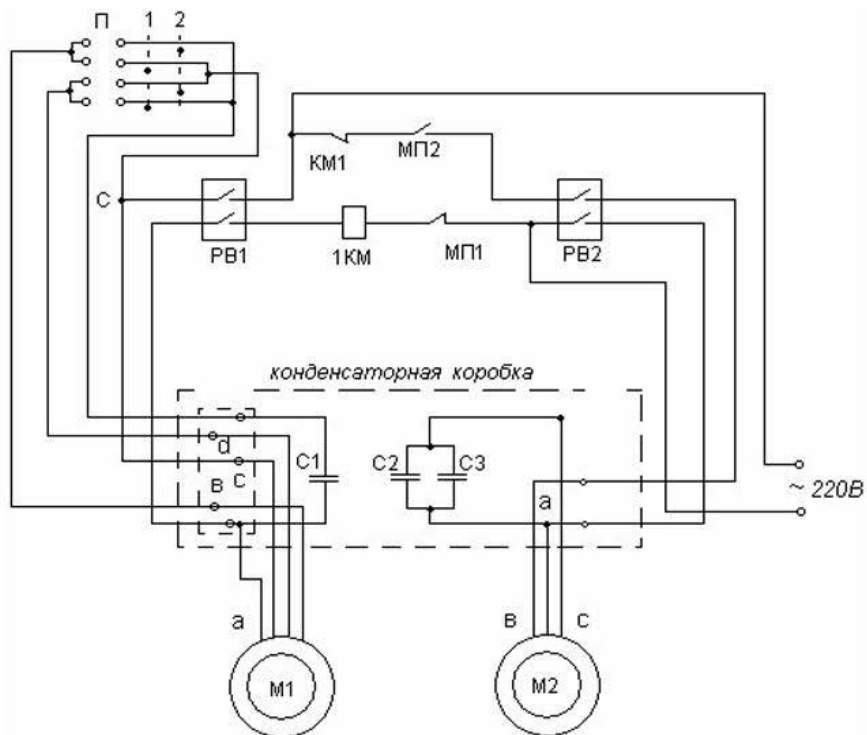 П 1 2
КМ1 МП2
С
РВ1 1КМ МП1 РВ2
конденсаторная коробка
d
С1 С2 С3
с
в а ~ 220В
а в с
М1 М2